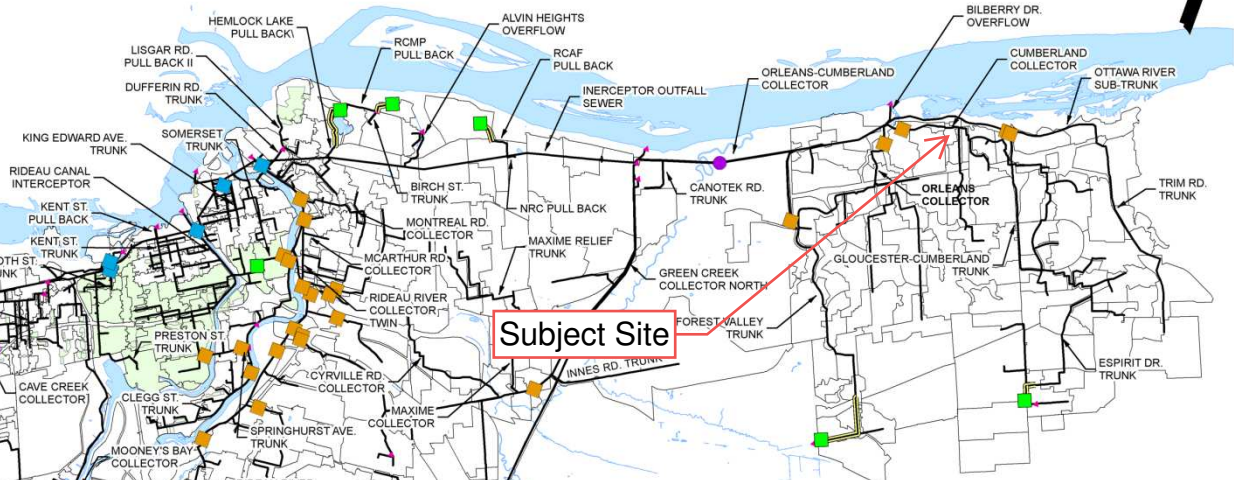 HEMLOCK LAKE
PULL BACK\
ALVIN HEIGHTS
OVERFLOW
BILBERRY DR.
OVERFLOW
LISGAR RD.
PULL BACK II
RCMP
PULL BACK
RCAF
PULL BACK
CUMBERLAND
COLLECTOR
DUFFERIN RD.
TRUNK
ORLEANS-CUMBERLAND
COLLECTOR
OTTAWA RIVER
SUB-TRUNK
INERCEPTOR OUTFALL
SEWER
KING EDWARD AVE.
TRUNK
SOMERSET
TRUNK
RIDEAU CANAL
INTERCEPTOR
BIRCH ST.
TRUNK
CANOTEK RD.
TRUNK
ORLEANS
COLLECTOR
TRIM RD.
TRUNK
KENT ST.
PULL BACK
NRC PULL BACK
MONTREAL RD.
COLLECTOR
KENT ST.
TRUNK
MAXIME RELIEF
TRUNK
OTH ST.
UNK
MCARTHUR RD.
COLLECTOR
GREEN CREEK
COLLECTOR NORTH
GLOUCESTER-CUMBERLAND
TRUNK
RIDEAU RIVER
COLLECTOR
TWIN
Subject Site
FOREST VALLEY
TRUNK
PRESTON ST.
TRUNK
INNES RD. TRUNK
ESPIRIT DR.
TRUNK
CAVE CREEK
COLLECTOR
CYRVILLE RD.
COLLECTOR
CLEGG ST.
TRUNK
MAXIME
COLLECTOR
SPRINGHURST AVE.
TRUNK
MOONEY'S BAY
COLLECTOR